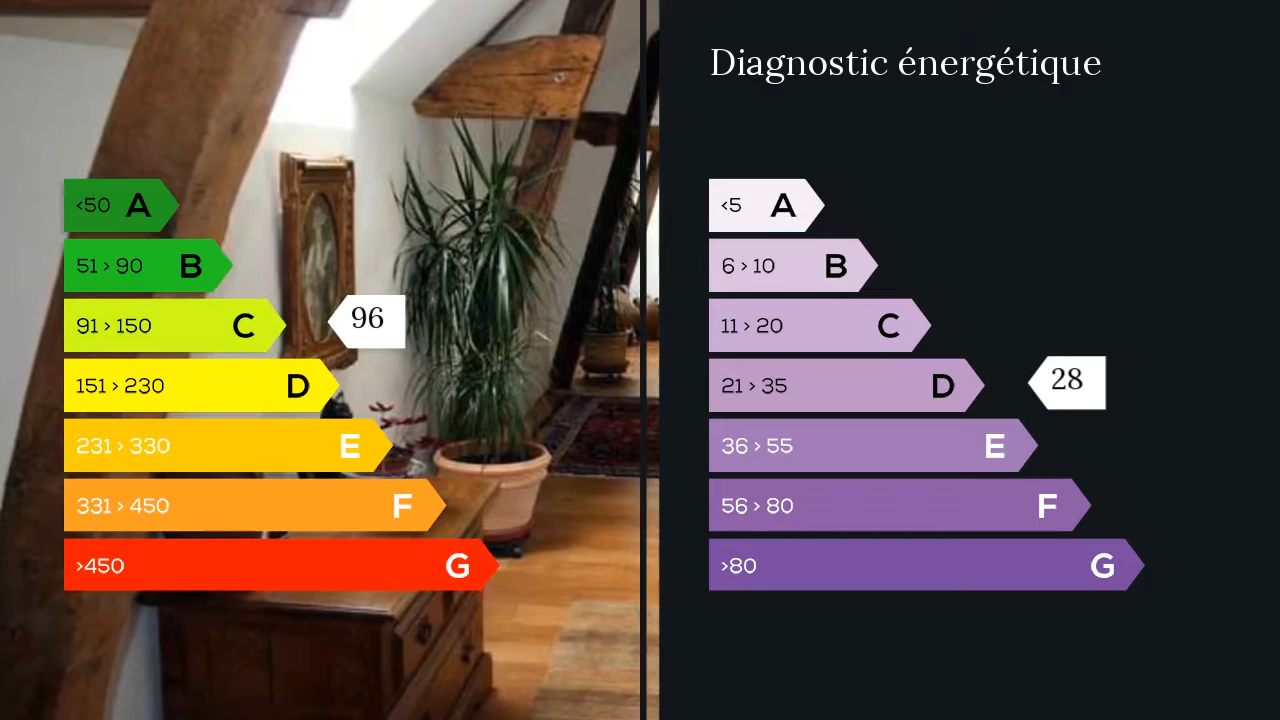 Diagnostic énergétique
<50 A
51 > 90 B
91 > 150 C
96
151 > 230 D
231 > 330 E
331 > 450 F
>450 G
<5 A
6 > 10 B
11 > 20 C
21 > 35 D
28
36 > 55 E
56 > 80 F
>80 G